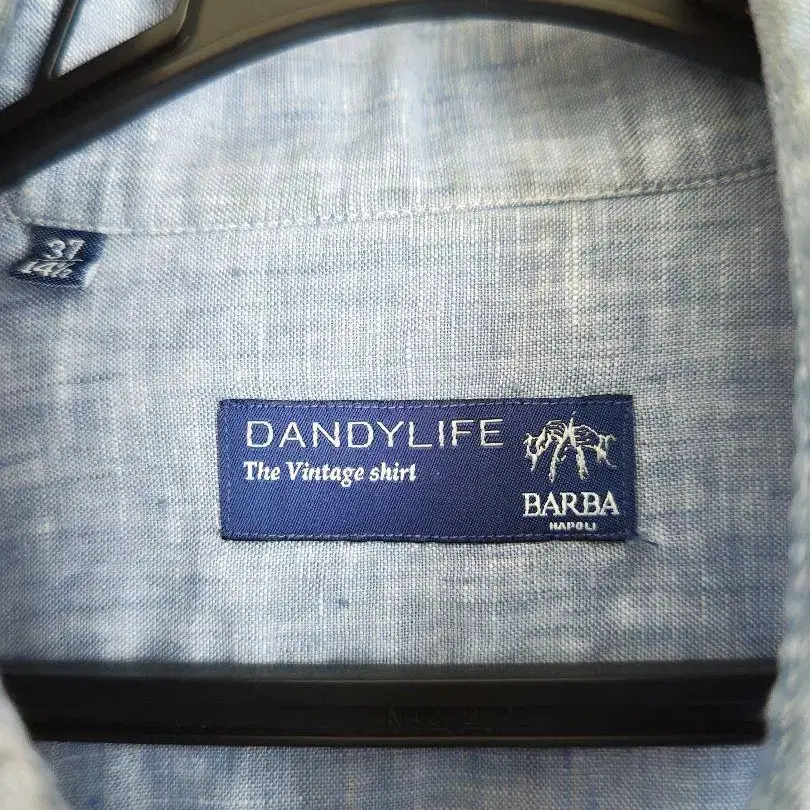 37
14½
DANDYLIFE
The Vintage shirt
BARBA
NAPOLI